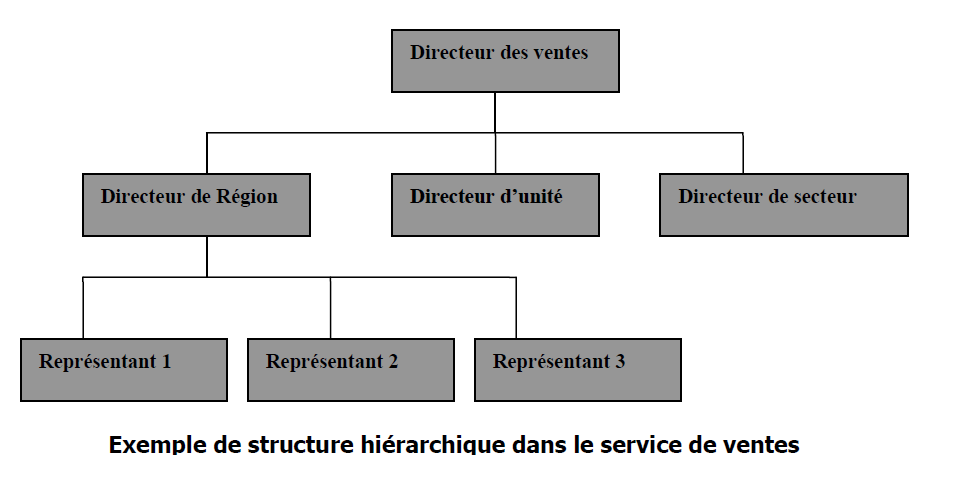 Directeur des ventes
Directeur de Région
Directeur d’unité
Directeur de secteur
Représentant 1
Représentant 2
Représentant 3
Exemple de structure hiérarchique dans le service de ventes